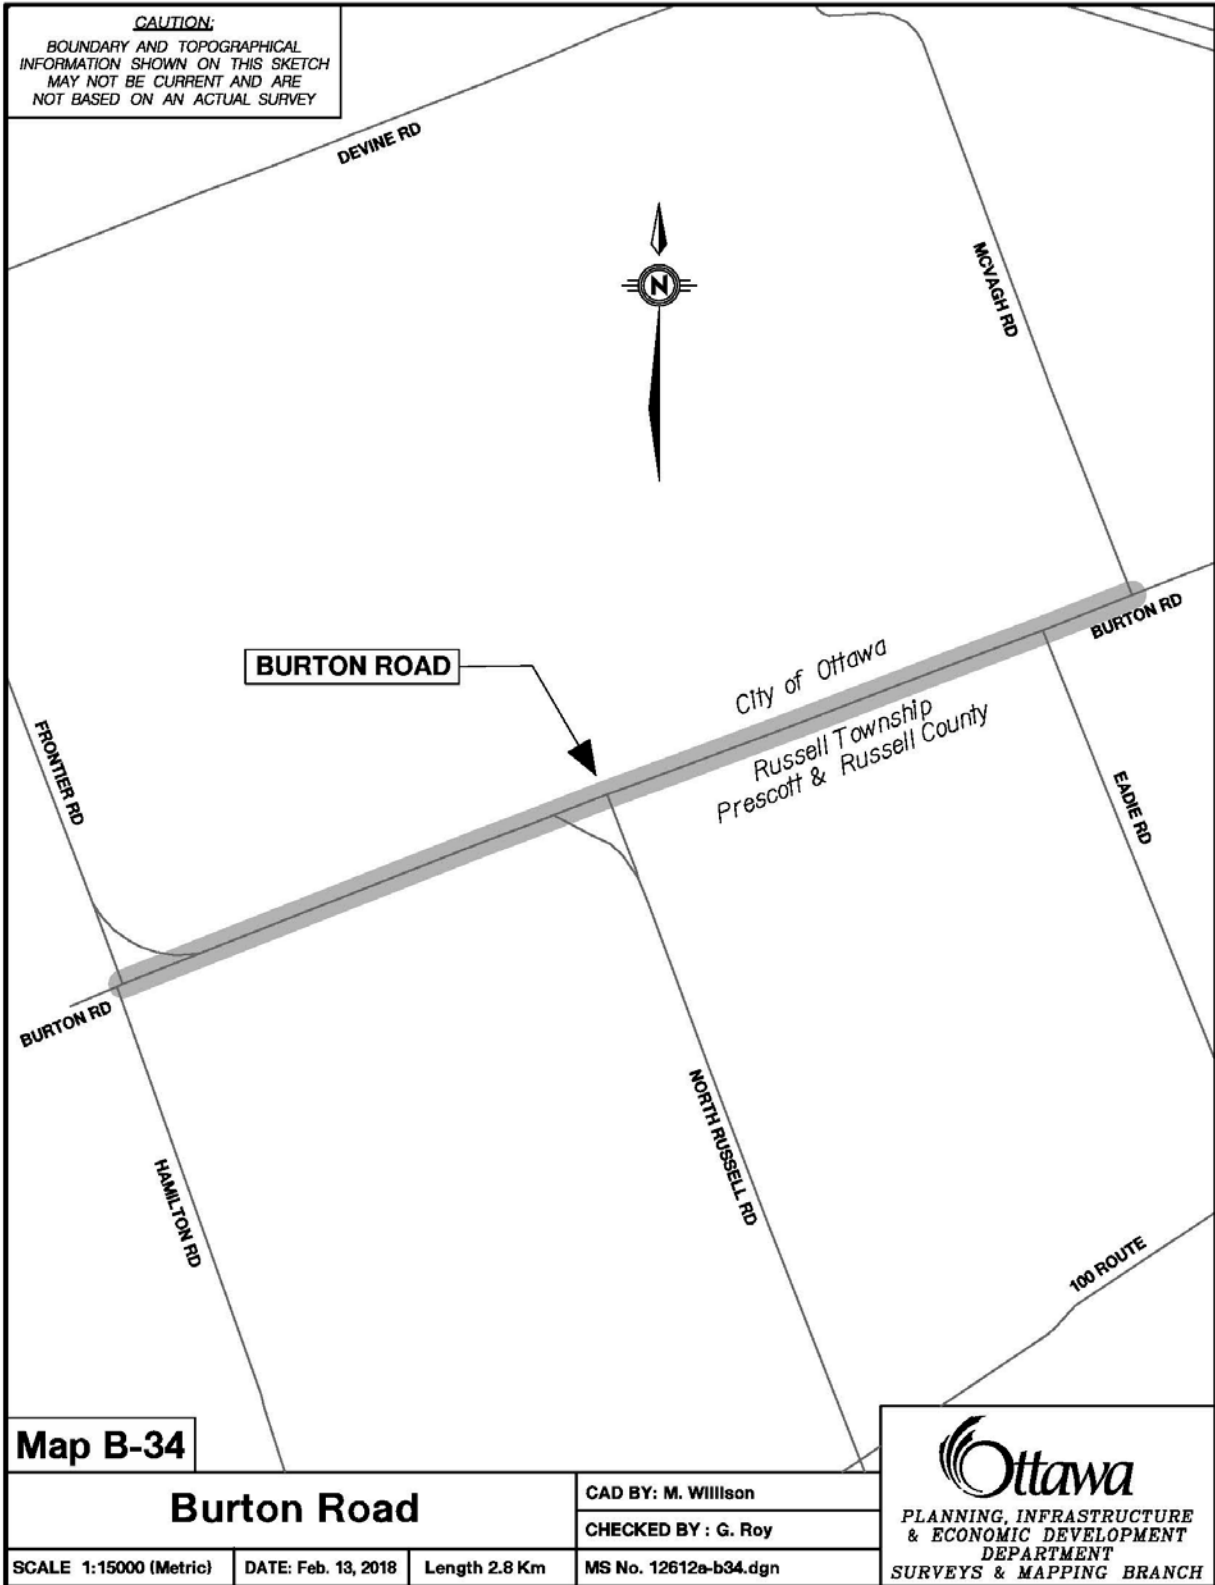 CAUTION:
BOUNDARY AND TOPOGRAPHICAL
INFORMATION SHOWN ON THIS SKETCH
MAY NOT BE CURRENT AND ARE
NOT BASED ON AN ACTUAL SURVEY
DEVINE RD
MCVAGH RD
N
BURTON RD
City of Ottawa
BURTON ROAD
Russell Township
Prescott & Russell County
FRONTIER RD
EADIE RD
BURTON RD
NORTH RUSSELL RD
HAMILTON RD
100 ROUTE
Map B-34
Burton Road
CAD BY: M. Willison
CHECKED BY : G. Roy
SCALE 1:15000 (Metric)
DATE: Feb. 13, 2018
Length 2.8 Km
MS No. 12612a-b34.dgn
Ottawa
PLANNING, INFRASTRUCTURE
& ECONOMIC DEVELOPMENT
DEPARTMENT
SURVEYS & MAPPING BRANCH